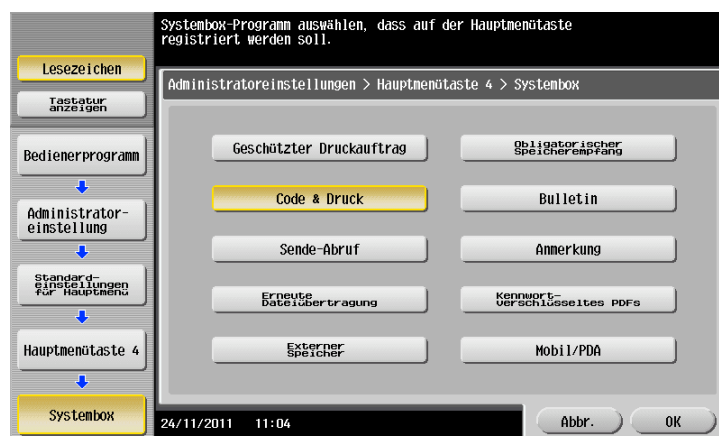 Systembox-Programm auswählen, dass auf der Hauptmenütaste
registriert werden soll.
Lesezeichen
Tastatur
anzeigen
Bedienerprogramm
Administrator-
einstellung
Standard-
einstellungen
für Hauptmenü
Hauptmenütaste 4
Systembox
Administratoreinstellungen > Hauptmenütaste 4 > Systembox
Geschützter Druckauftrag
Obligatorischer
Speicherempfang
Code & Druck
Bulletin
Sende-Abruf
Anmerkung
Erneute
Dateiübertragung
Kennwort-
verschlüsseltes PDFs
Externer
Speicher
Mobil/PDA
24/11/2011 11:04
Abbr.
OK